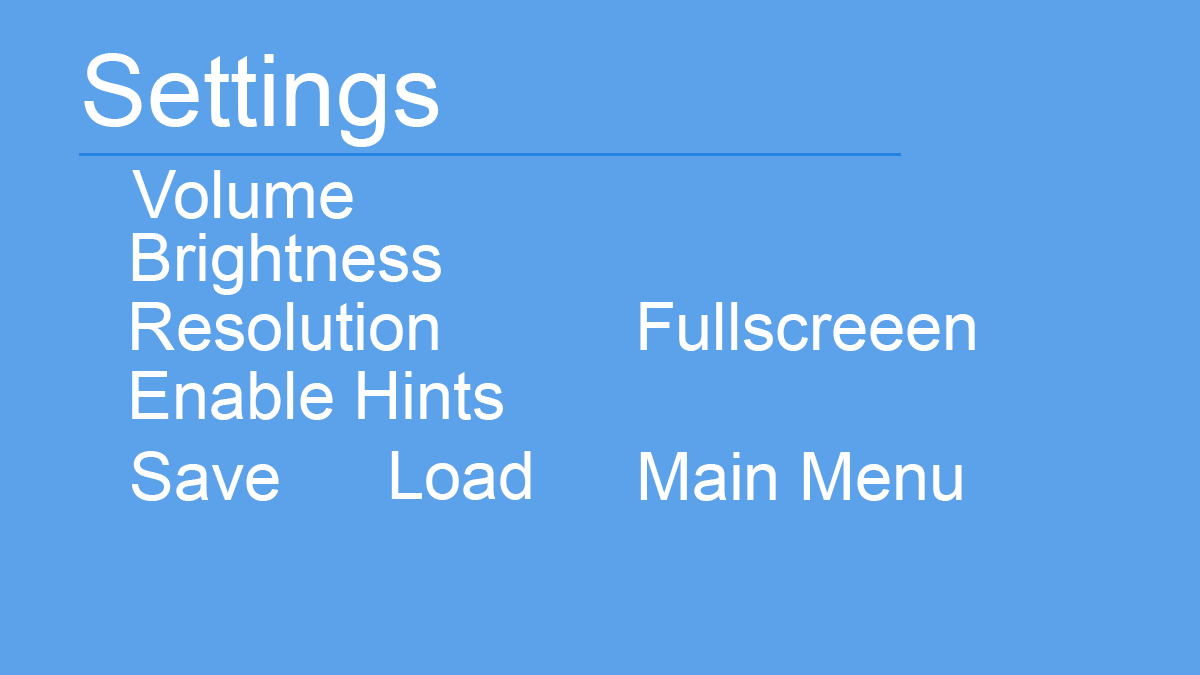 Settings
Volume
Brightness
Resolution Fullscreeen
Enable Hints
Save Load Main Menu